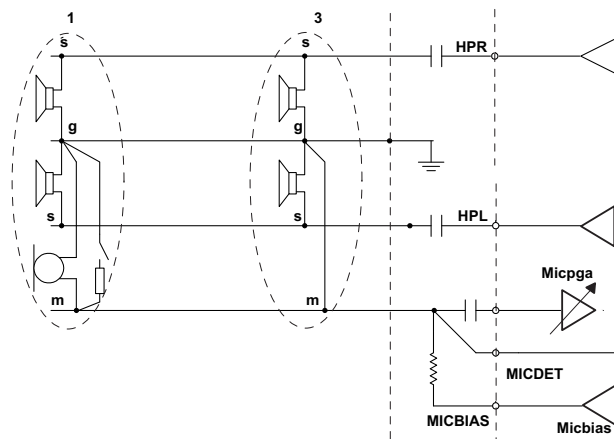 1 3
s s HPR
g g
s s HPL
Micpga
m m
MICDET
MICBIAS Micbias